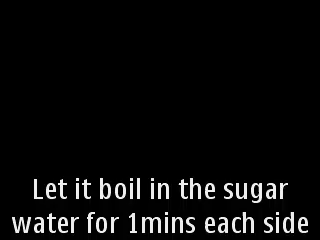 Let it boil in the sugar
water for 1mins each side